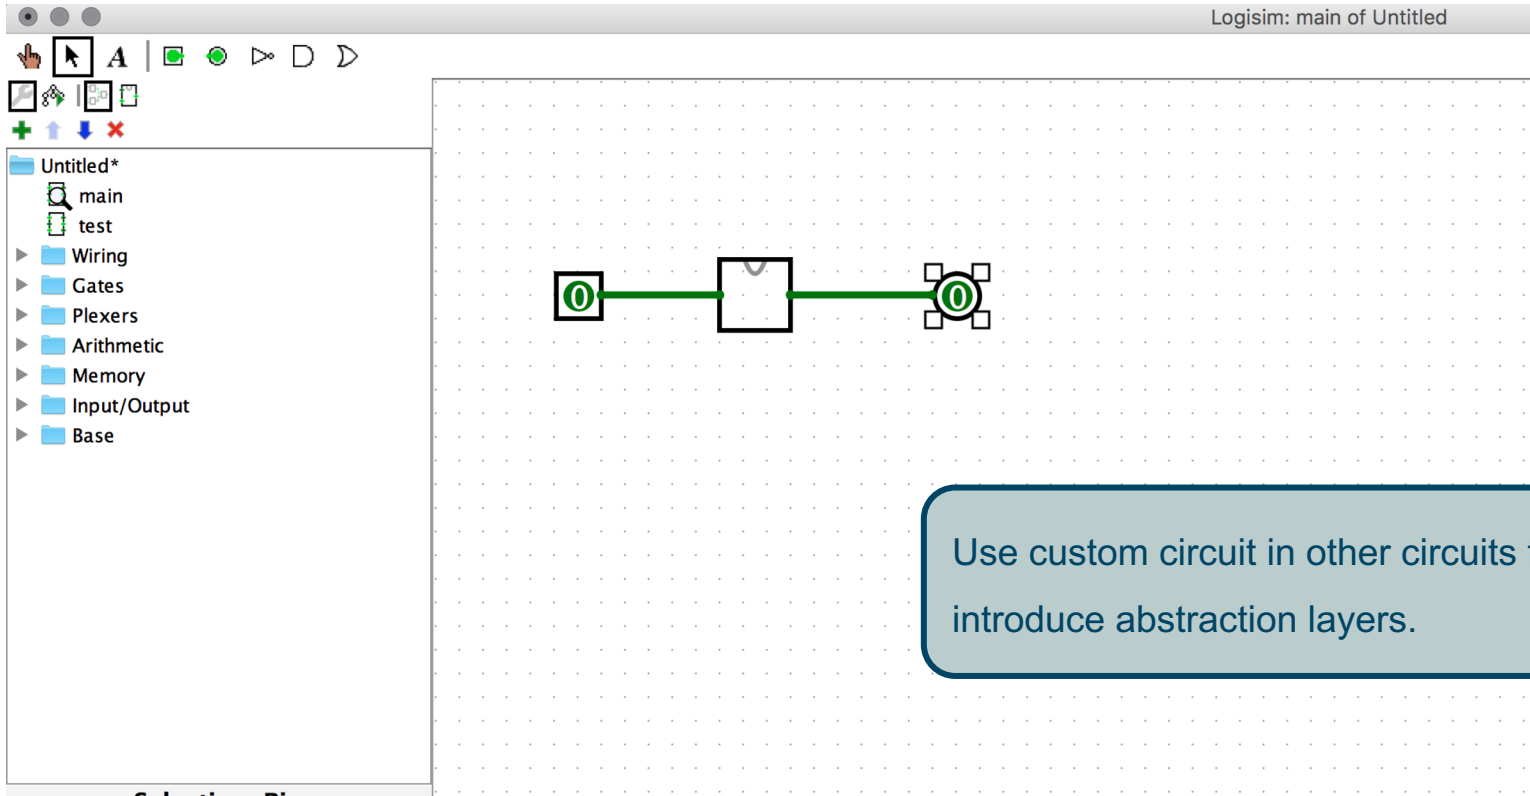 Logisim: main of Untitled
A
Untitled*
main
test
Wiring
Gates
Plexers
Arithmetic
Memory
Input/Output
Base
0
0
Use custom circuit in other circuits
introduce abstraction layers.